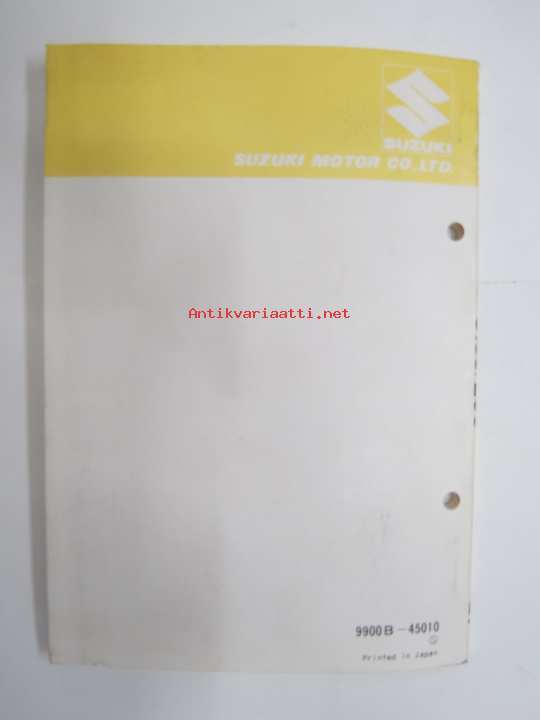 SUZUKI
SUZUKI MOTOR CO.,LTD.
Antikvariaatti.net
9900B-45010
Printed in Japan